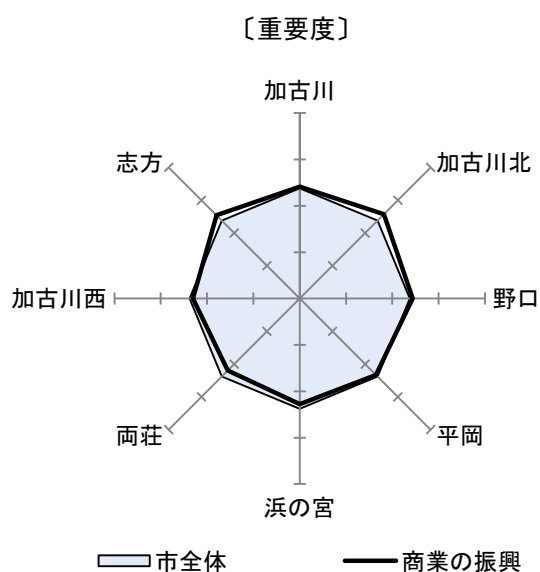 〔重要度〕
加古川
志方
加古川北
加古川西
野口
両荘
平岡
浜の宮
市全体
商業の振興